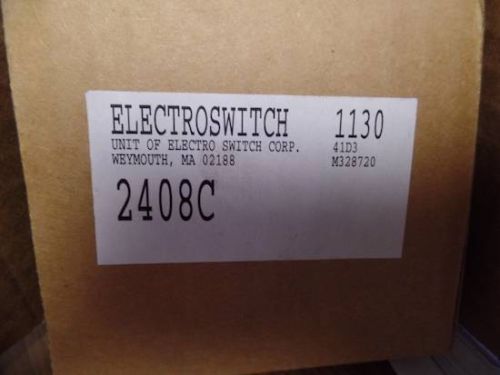 ELECTROSWITCH 1130
UNIT OF ELECTRO SWITCH CORP. 41D3
WEYMOUTH, MA 02188 M328720
2408C